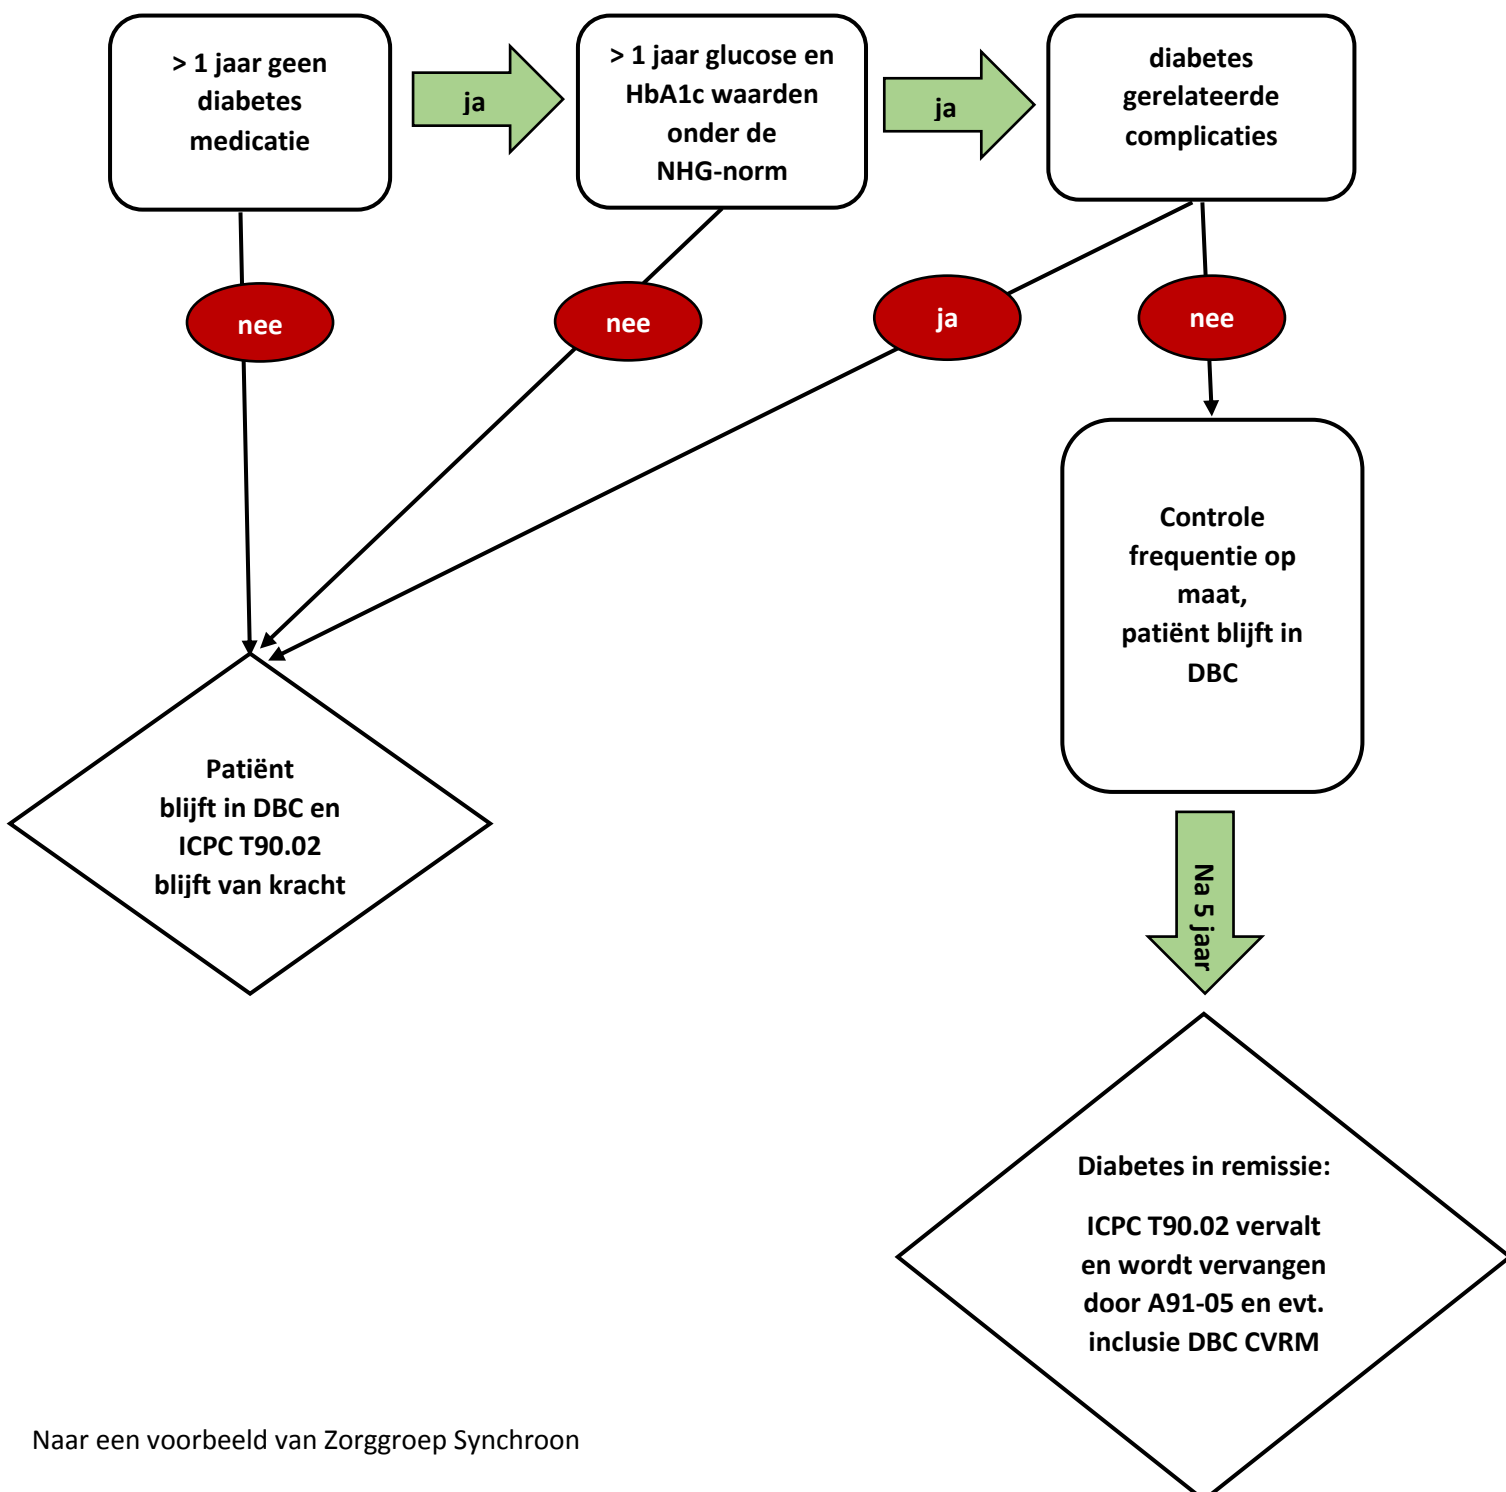 > 1 jaar geen
diabetes
medicatie
ja
> 1 jaar glucose en
HbA1c waarden
onder de
NHG-norm
ja
diabetes
gerelateerde
complicaties
nee
nee
ja
nee
Controle
frequentie op
maat,
patiënt blijft in
DBC
Patiënt
blijft in DBC en
ICPC T90.02
blijft van kracht
Na 5 jaar
Diabetes in remissie:
ICPC T90.02 vervalt
en wordt vervangen
door A91-05 en evt.
inclusie DBC CVRM
Naar een voorbeeld van Zorggroep Synchroon